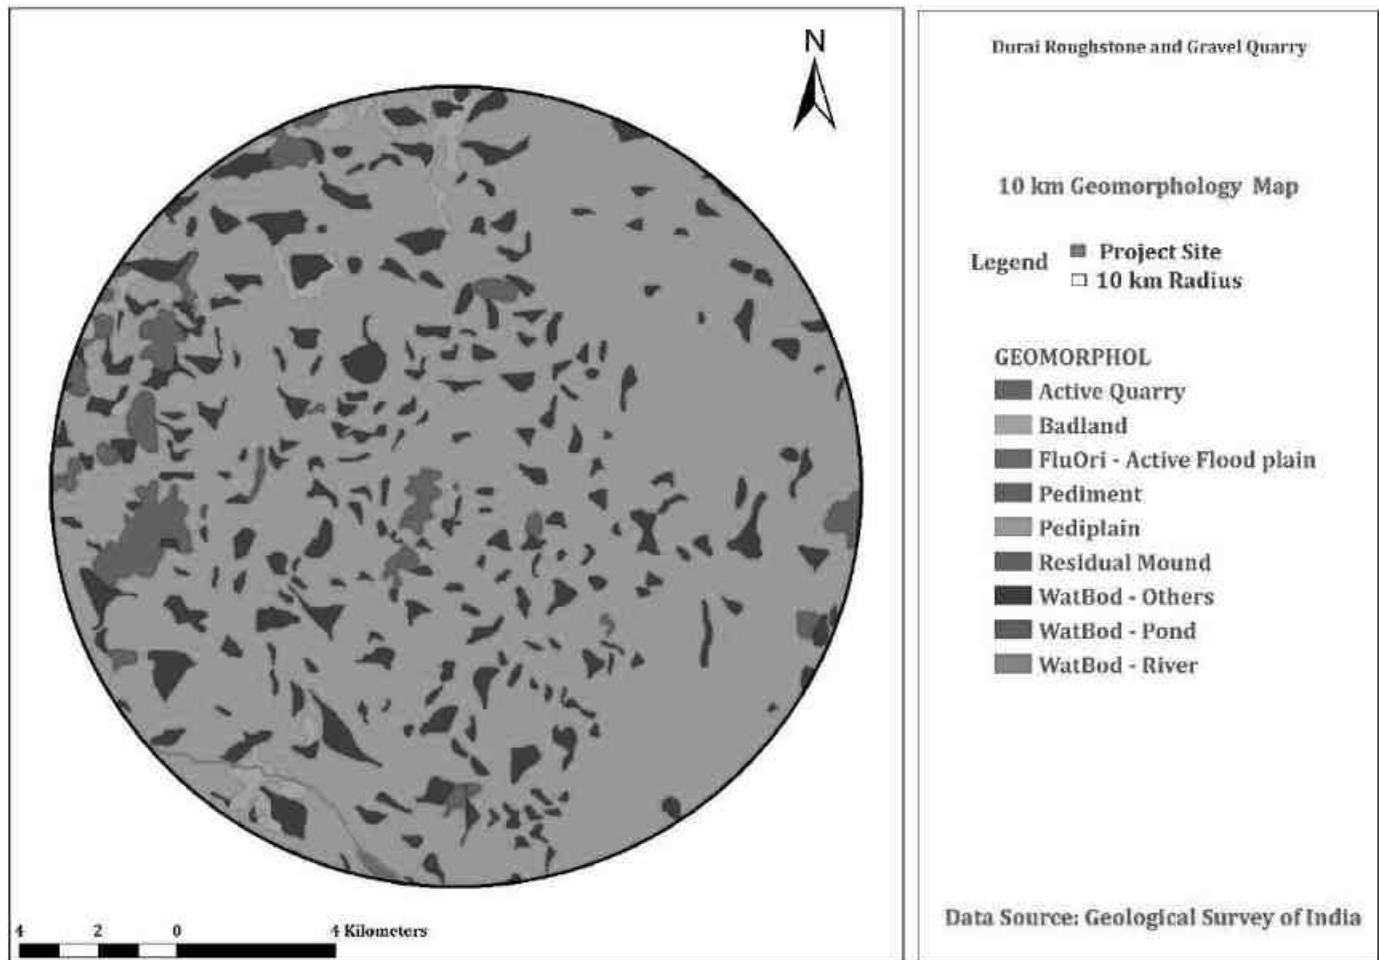 N
4 2 0 4 Kilometers
Durai Roughstone and Gravel Quarry
10 km Geomorphology Map
Legend
Project Site
10 km Radius
GEOMORPHOL
Active Quarry
Badland
FluOri - Active Flood plain
Pediment
Pediplain
Residual Mound
WatBod - Others
WatBod - Pond
WatBod - River
Data Source: Geological Survey of India